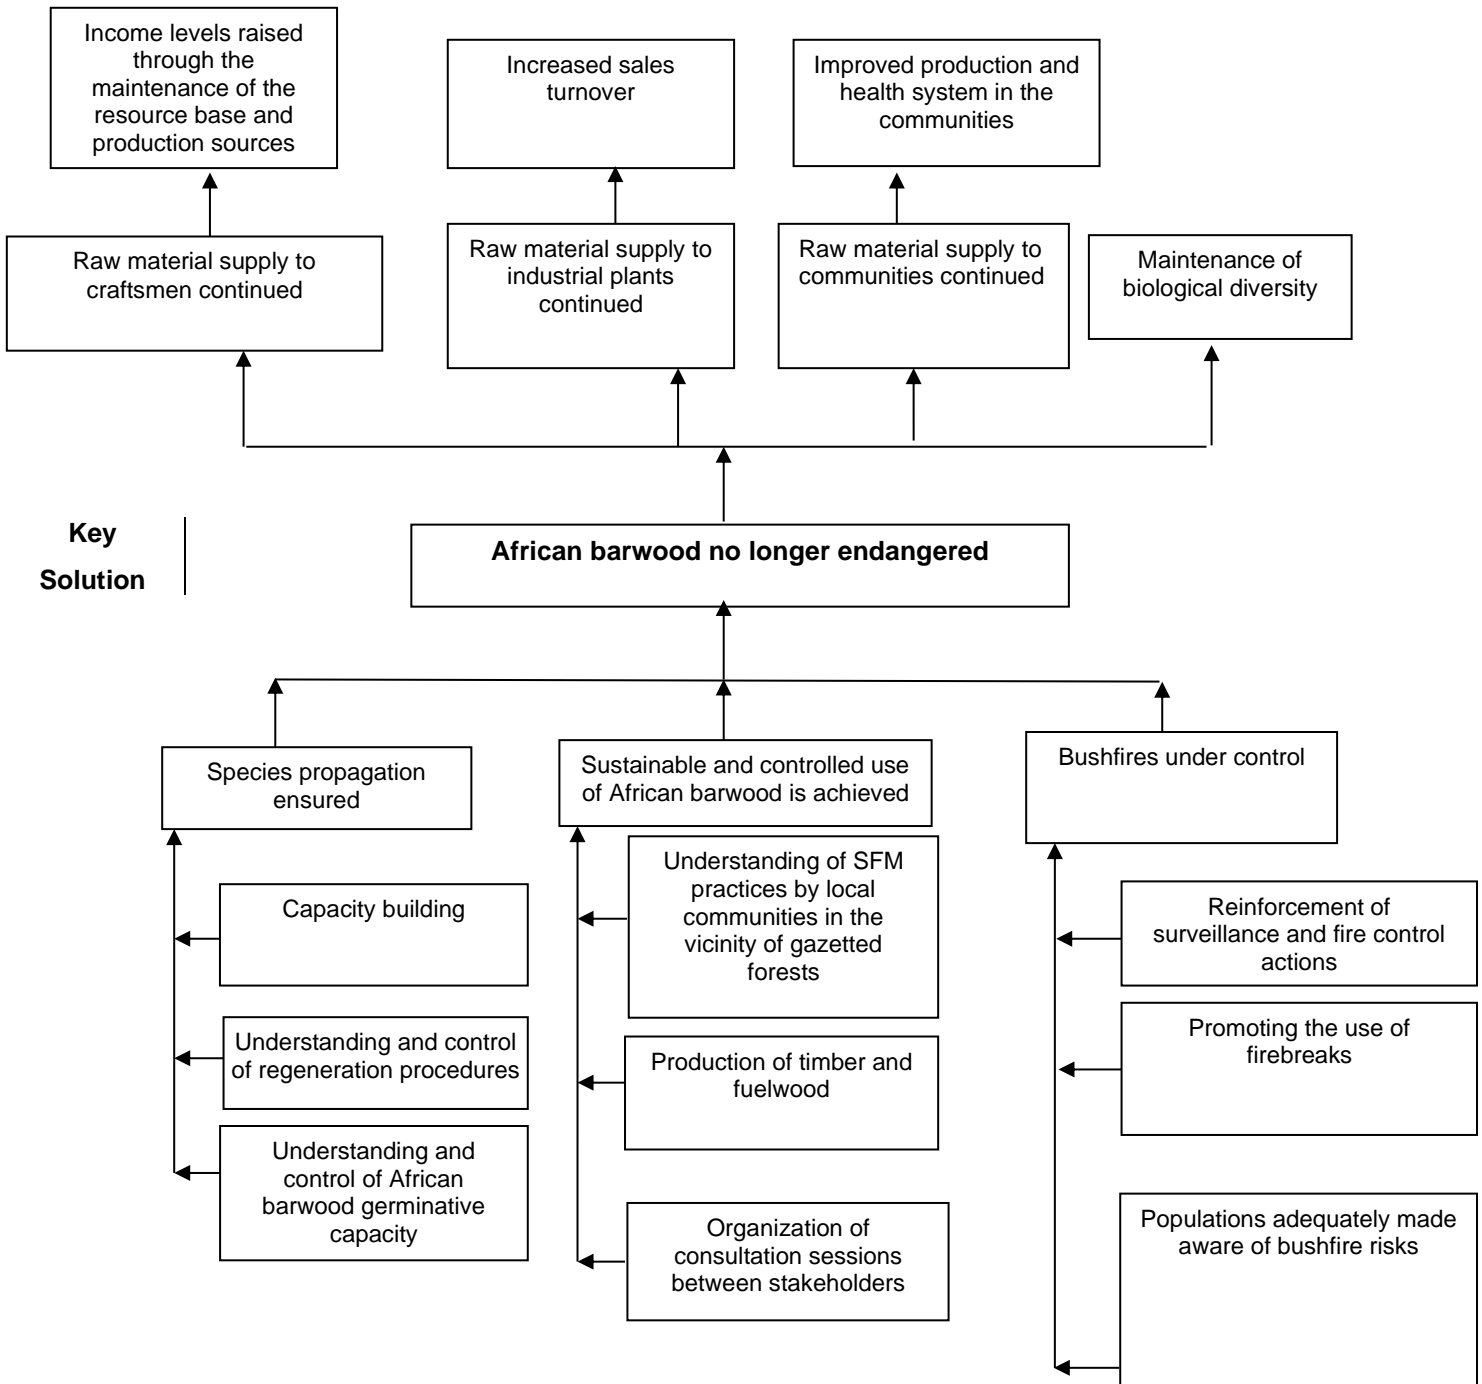 Income levels raised
through the
maintenance of the
resource base and
production sources
Increased sales
turnover
Improved production and
health system in the
communities
Raw material supply to
craftsmen continued
Raw material supply to
industrial plants
continued
Raw material supply to
communities continued
Maintenance of
biological diversity
Key
Solution
African barwood no longer endangered
Species propagation
ensured
Sustainable and controlled use
of African barwood is achieved
Bushfires under control
Capacity building
Understanding and control
of regeneration procedures
Understanding and
control of African
barwood germinative
capacity
Understanding of SFM
practices by local
communities in the
vicinity of gazetted
forests
Production of timber and
fuelwood
Organization of
consultation sessions
between stakeholders
Reinforcement of
surveillance and fire control
actions
Promoting the use of
firebreaks
Populations adequately made
aware of bushfire risks